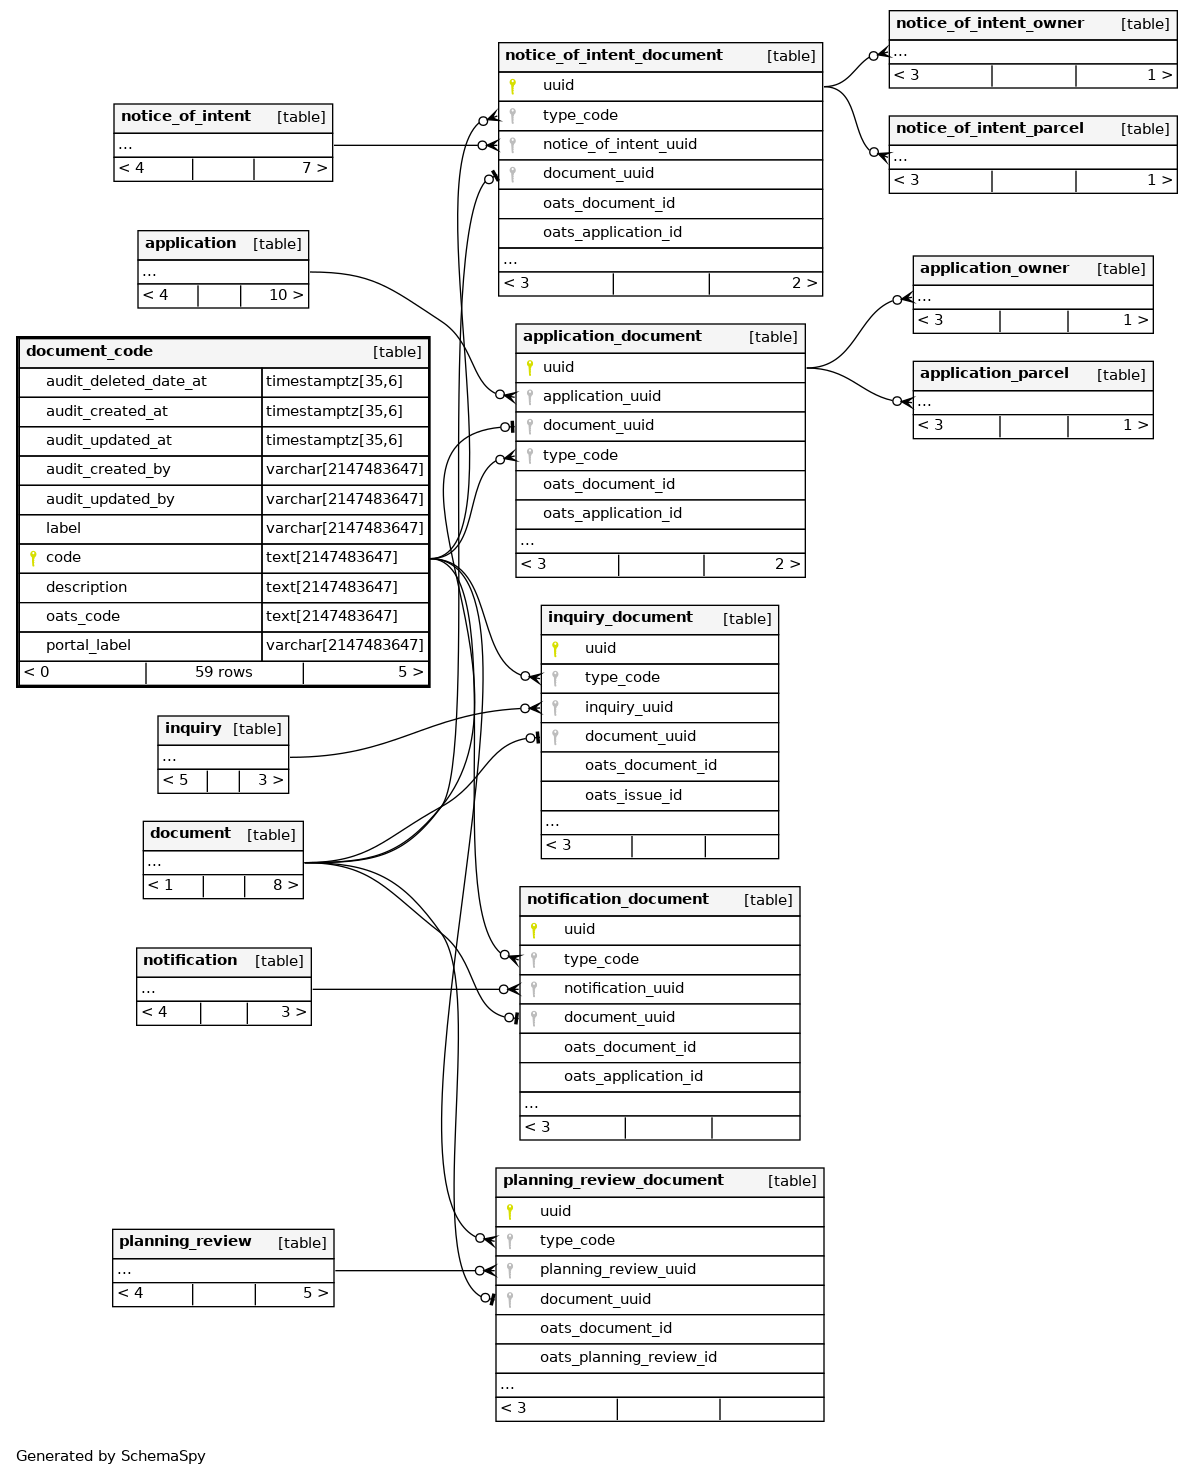 notice_of_intent_owner [table]
...
< 3 1 >
notice_of_intent_document [table]
uuid
type_code
notice_of_intent_uuid
document_uuid
oats_document_id
oats_application_id
...
< 3 2 >
notice_of_intent [table]
...
< 4 7 >
notice_of_intent_parcel [table]
...
< 3 1 >
application [table]
...
< 4 10 >
application_owner [table]
...
< 3 1 >
application_document [table]
uuid
application_uuid
document_uuid
type_code
oats_document_id
oats_application_id
...
< 3 2 >
application_parcel [table]
...
< 3 1 >
document_code [table]
audit_deleted_date_at timestamptz[35,6]
audit_created_at timestamptz[35,6]
audit_updated_at timestamptz[35,6]
audit_created_by varchar[2147483647]
audit_updated_by varchar[2147483647]
label varchar[2147483647]
code text[2147483647]
description text[2147483647]
oats_code text[2147483647]
portal_label varchar[2147483647]
< 0 59 rows 5 >
inquiry_document [table]
uuid
type_code
inquiry_uuid
document_uuid
oats_document_id
oats_issue_id
...
< 3
inquiry [table]
...
< 5 3 >
document [table]
...
< 1 8 >
notification_document [table]
uuid
type_code
notification_uuid
document_uuid
oats_document_id
oats_application_id
...
< 3
notification [table]
...
< 4 3 >
planning_review_document [table]
uuid
type_code
planning_review_uuid
document_uuid
oats_document_id
oats_planning_review_id
...
< 3
planning_review [table]
...
< 4 5 >
Generated by SchemaSpy